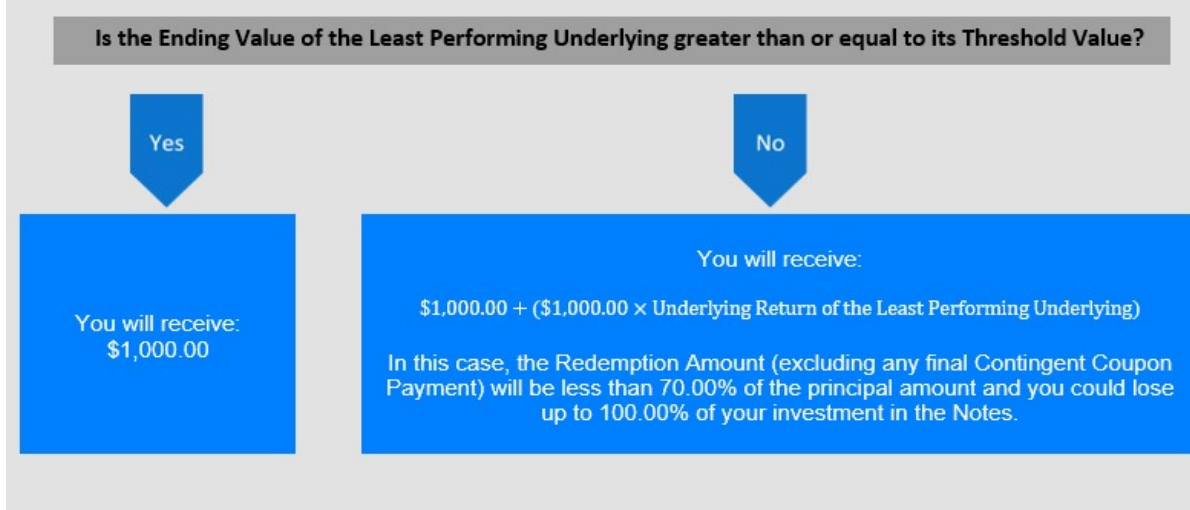 Is the Ending Value of the Least Performing Underlying greater than or equal to its Threshold Value?
Yes
No
You will receive:
$1,000.00
You will receive:
$1,000.00 + ($1,000.00 × Underlying Return of the Least Performing Underlying)
In this case, the Redemption Amount (excluding any final Contingent Coupon
Payment) will be less than 70.00% of the principal amount and you could lose
up to 100.00% of your investment in the Notes.